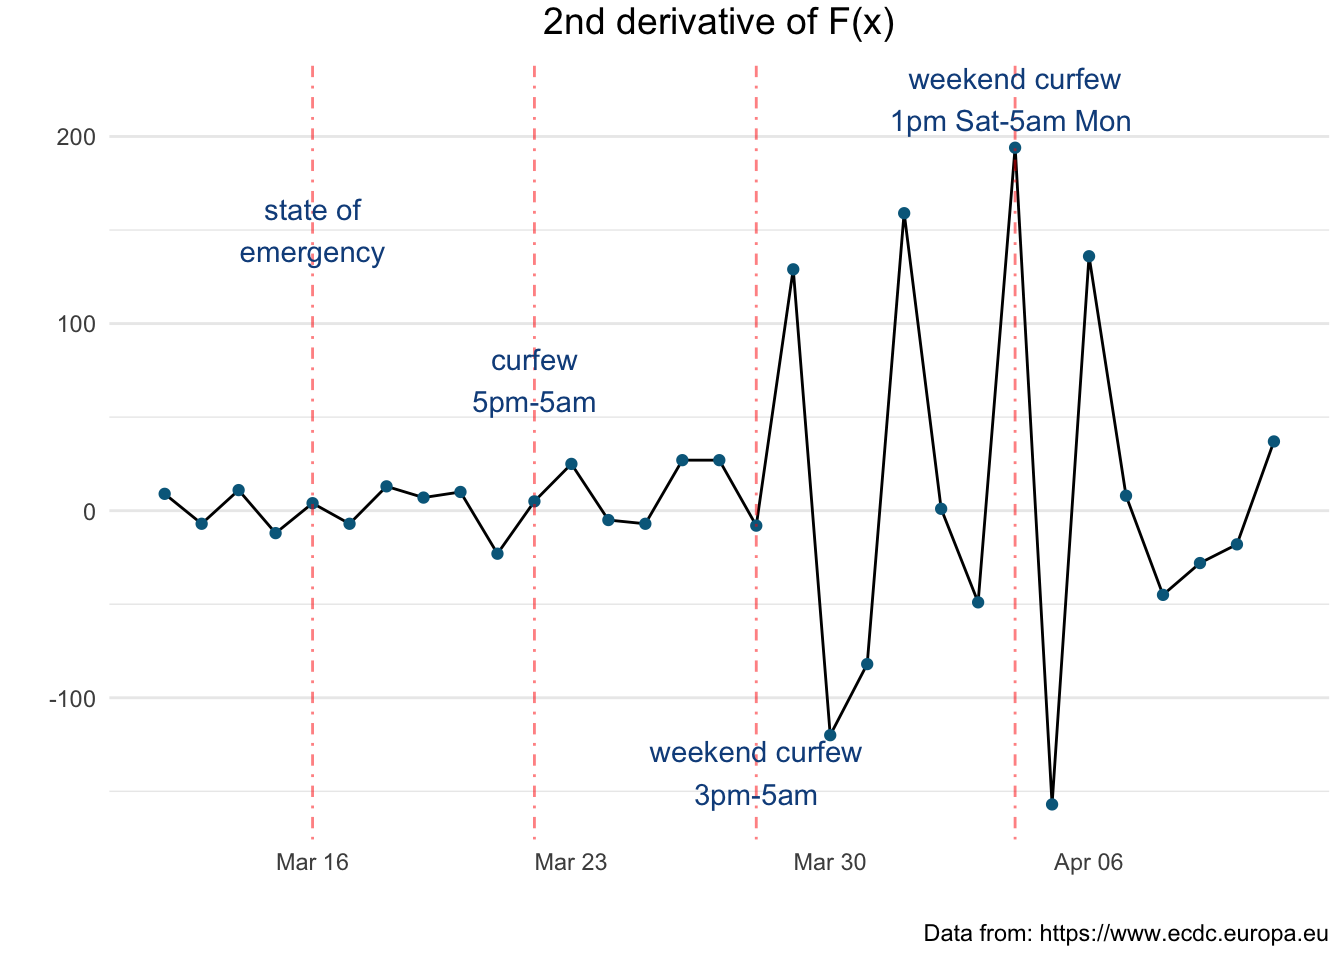 2nd derivative of F(x)
weekend curfew
1pm Sat-5am Mon
200
state of
emergency
100
curfew
5pm-5am
0
-100
weekend curfew
3pm-5am
Mar 16
Mar 23
Mar 30
Apr 06
Data from: https://www.ecdc.europa.eu